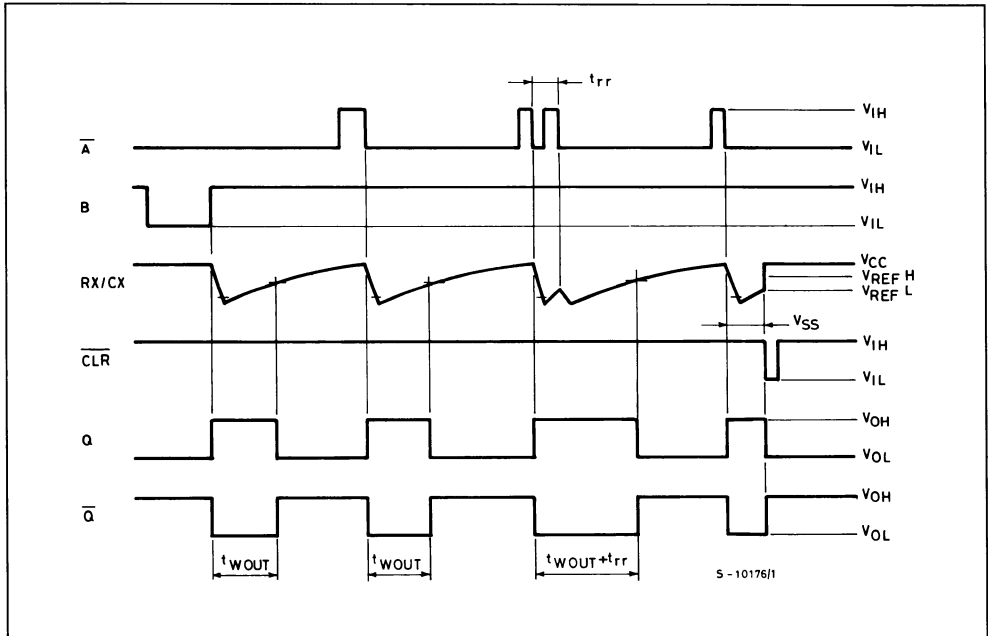 trr
A
VIH
VIL
B
VIH
VIL
RX/CX
VCC
VREF H
VREF L
VSS
CLR
VIH
VIL
Q
VOH
VOL
Q
VOH
VOL
tWOUT
tWOUT
tWOUT+trr
S-10176/1